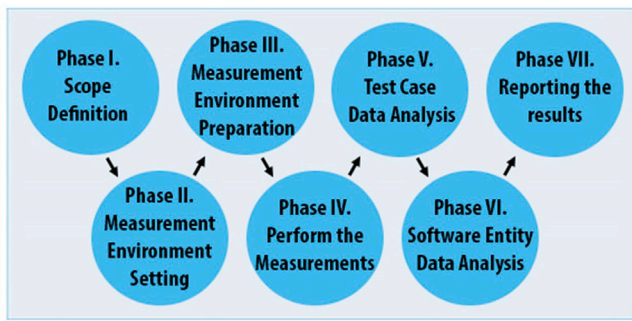 Phase I.
Scope
Definition
Phase II.
Measurement
Environment
Setting
Phase III.
Measurement
Environment
Preparation
Phase IV.
Perform the
Measurements
Phase V.
Test Case
Data Analysis
Phase VI.
Software Entity
Data Analysis
Phase VII.
Reporting the
results